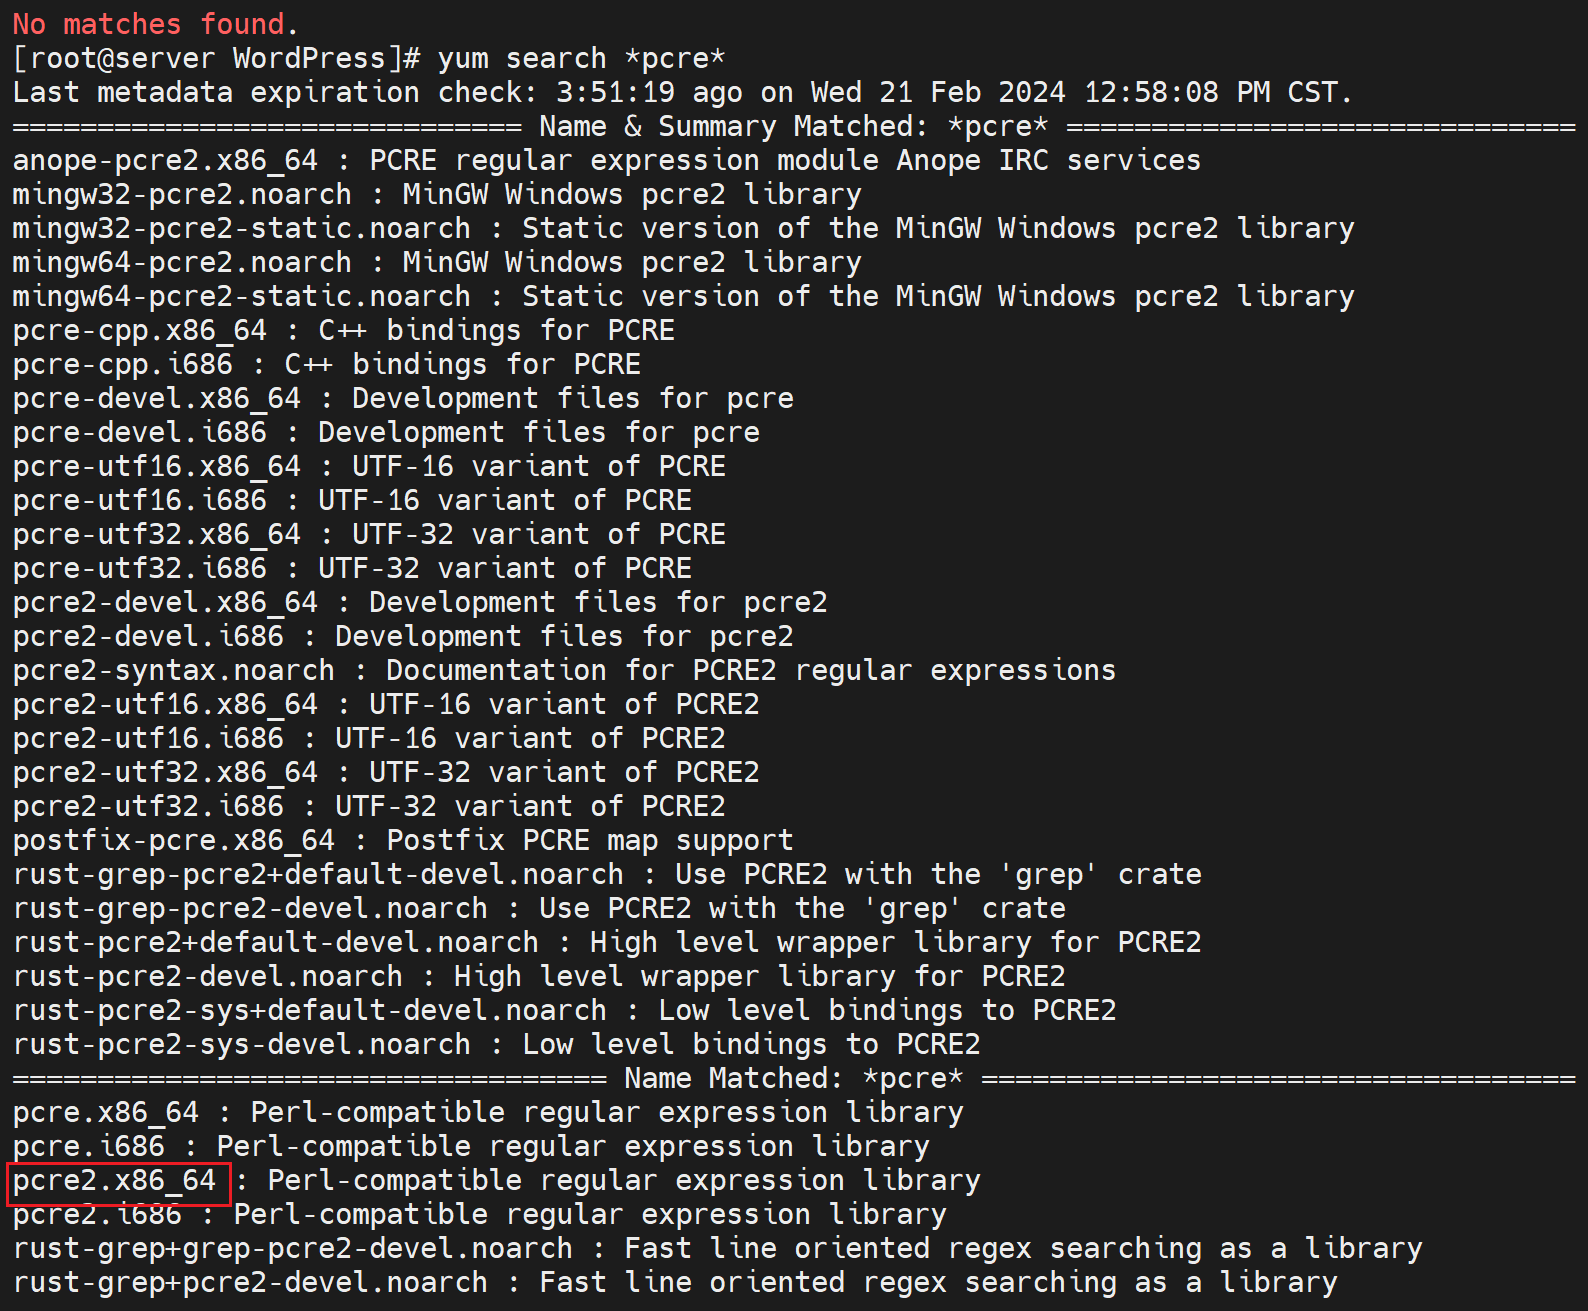 No matches found.
[root@server WordPress]# yum search *pcre*
Last metadata expiration check: 3:51:19 ago on Wed 21 Feb 2024 12:58:08 PM CST.
============================== Name & Summary Matched: *pcre* ==============================
anope-pcre2.x86_64 : PCRE regular expression module Anope IRC services
mingw32-pcre2.noarch : MinGW Windows pcre2 library
mingw32-pcre2-static.noarch : Static version of the MinGW Windows pcre2 library
mingw64-pcre2.noarch : MinGW Windows pcre2 library
mingw64-pcre2-static.noarch : Static version of the MinGW Windows pcre2 library
pcre-cpp.x86_64 : C++ bindings for PCRE
pcre-cpp.i686 : C++ bindings for PCRE
pcre-devel.x86_64 : Development files for pcre
pcre-devel.i686 : Development files for pcre
pcre-utf16.x86_64 : UTF-16 variant of PCRE
pcre-utf16.i686 : UTF-16 variant of PCRE
pcre-utf32.x86_64 : UTF-32 variant of PCRE
pcre-utf32.i686 : UTF-32 variant of PCRE
pcre2-devel.x86_64 : Development files for pcre2
pcre2-devel.i686 : Development files for pcre2
pcre2-syntax.noarch : Documentation for PCRE2 regular expressions
pcre2-utf16.x86_64 : UTF-16 variant of PCRE2
pcre2-utf16.i686 : UTF-16 variant of PCRE2
pcre2-utf32.x86_64 : UTF-32 variant of PCRE2
pcre2-utf32.i686 : UTF-32 variant of PCRE2
postfix-pcre.x86_64 : Postfix PCRE map support
rust-grep-pcre2+default-devel.noarch : Use PCRE2 with the 'grep' crate
rust-grep-pcre2-devel.noarch : Use PCRE2 with the 'grep' crate
rust-pcre2+default-devel.noarch : High level wrapper library for PCRE2
rust-pcre2-devel.noarch : High level wrapper library for PCRE2
rust-pcre2-sys+default-devel.noarch : Low level bindings to PCRE2
rust-pcre2-sys-devel.noarch : Low level bindings to PCRE2
=================================== Name Matched: *pcre* ===================================
pcre.x86_64 : Perl-compatible regular expression library
pcre.i686 : Perl-compatible regular expression library
pcre2.x86_64 : Perl-compatible regular expression library
pcre2.i686 : Perl-compatible regular expression library
rust-grep+grep-pcre2-devel.noarch : Fast line oriented regex searching as a library
rust-grep+pcre2-devel.noarch : Fast line oriented regex searching as a library